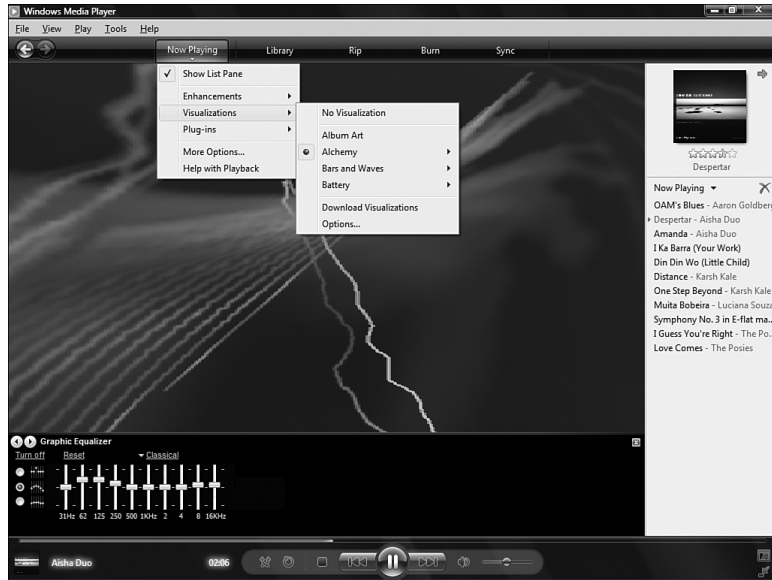 Windows Media Player
File View Play Tools Help
Now Playing Library Rip Burn Sync
Show List Pane
Enhancements
Visualizations
Plug-ins
More Options...
Help with Playback
No Visualization
Album Art
Alchemy
Bars and Waves
Battery
Download Visualizations
Options...
Despertar
Now Playing
OAM's Blues - Aaron Goldberg
Despertar - Aisha Duo
Amanda - Aisha Duo
I Ka Barra (Your Work)
Din Din Wo (Little Child)
Distance - Karsh Kale
One Step Beyond - Karsh Kale
Muita Bobeira - Luciana Souza
Symphony No. 3 in E-flat ma...
I Guess You're Right - The Po...
Love Comes - The Posies
Graphic Equalizer
Turn off Reset Classical
31Hz 62 125 250 500 1KHz 2 4 8 16KHz
Aisha Duo 02:06